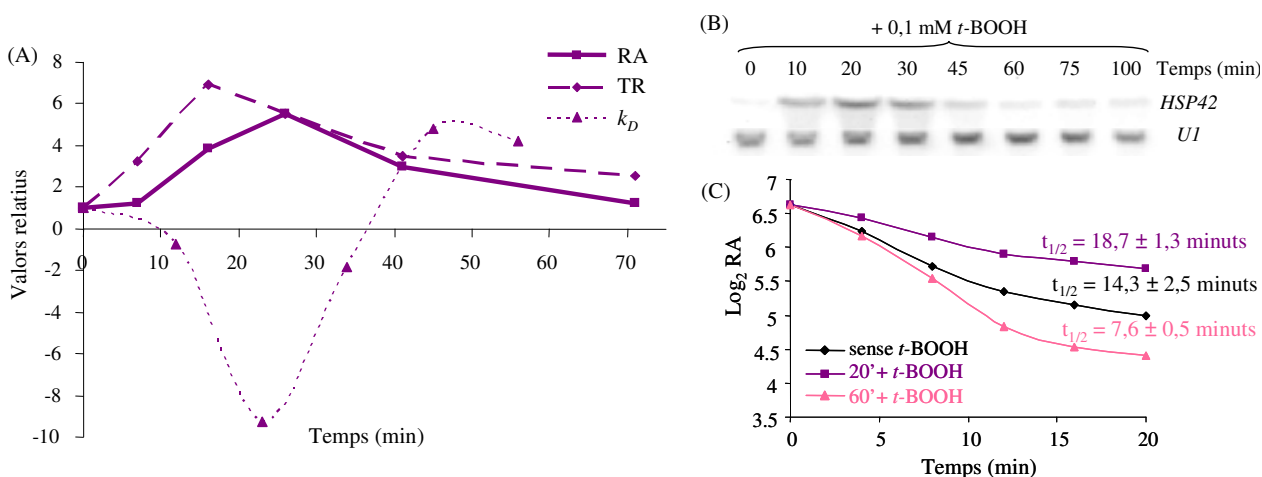 (A)
Valors relatius
8
6
4
2
0
-2
-4
-6
-8
-10
0 10 20 30 40 50 60 70
Temps (min)
RA
TR
k_D
(B)
+ 0,1 mM t-BOOH
0 10 20 30 45 60 75 100 Temps (min)
HSP42
U1
(C)
Log₂ RA
7
6.5
6
5.5
5
4.5
4
3.5
0 5 10 15 20
Temps (min)
t₁/₂ = 18,7 ± 1,3 minuts
t₁/₂ = 14,3 ± 2,5 minuts
t₁/₂ = 7,6 ± 0,5 minuts
sense t-BOOH
20’+ t-BOOH
60’+ t-BOOH